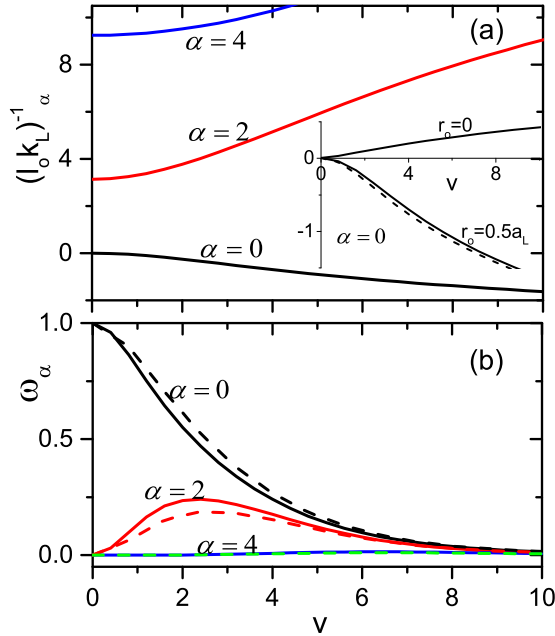 (a)
α = 4
α = 2
α = 0
(l₀k_L)⁻¹_α
8
4
0
r₀=0
0
4
8
v
-1
α = 0
r₀=0.5a_L
(b)
1.0
0.5
0.0
ω_α
α = 0
α = 2
α = 4
0
2
4
6
8
10
v